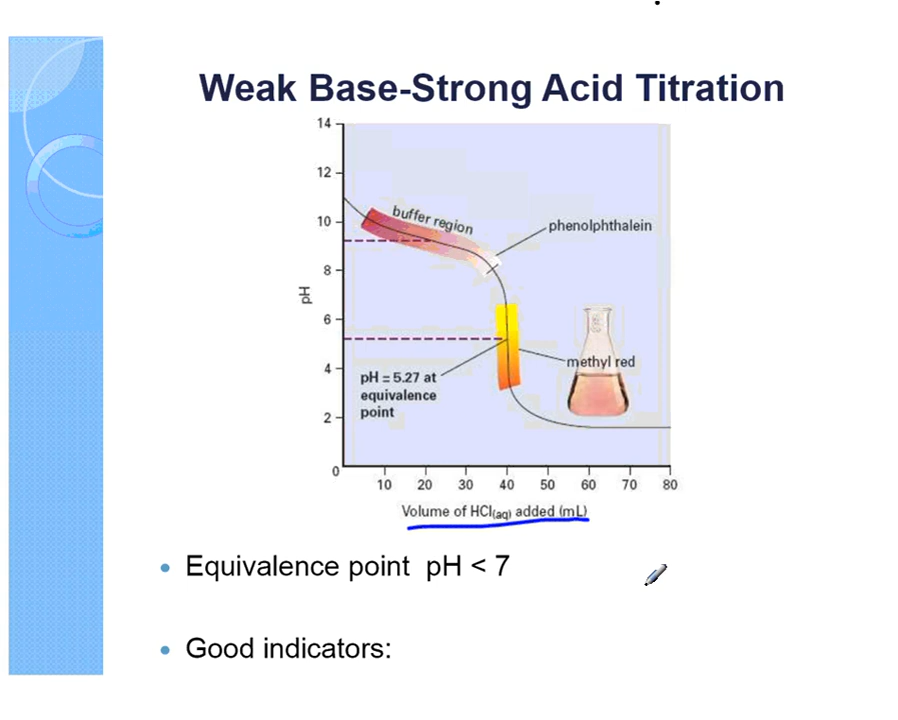 Weak Base-Strong Acid Titration
14
12
10
8
6
4
2
0
pH
buffer region
phenolphthalein
methyl red
pH = 5.27 at
equivalence
point
10 20 30 40 50 60 70 80
Volume of HCl(aq) added (mL)
• Equivalence point pH < 7
• Good indicators: